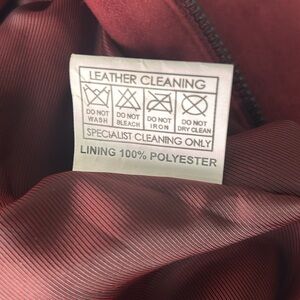 LEATHER CLEANING
DO NOT WASH DO NOT BLEACH DO NOT IRON DO NOT DRY CLEAN
SPECIALIST CLEANING ONLY
LINING 100% POLYESTER